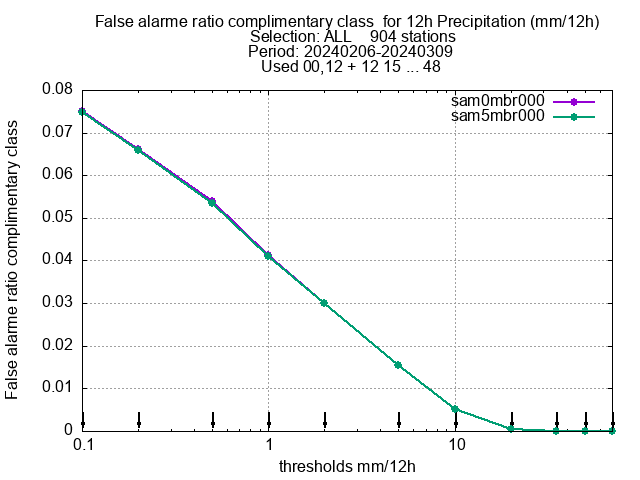 False alarme ratio complimentary class  for 12h Precipitation (mm/12h)
Selection: ALL    904 stations
Period: 20240206-20240309
Used 00,12 + 12 15 ... 48
sam0mbr000
sam5mbr000
False alarme ratio complimentary class
0.08
0.07
0.06
0.05
0.04
0.03
0.02
0.01
0
0.1
1
10
thresholds mm/12h